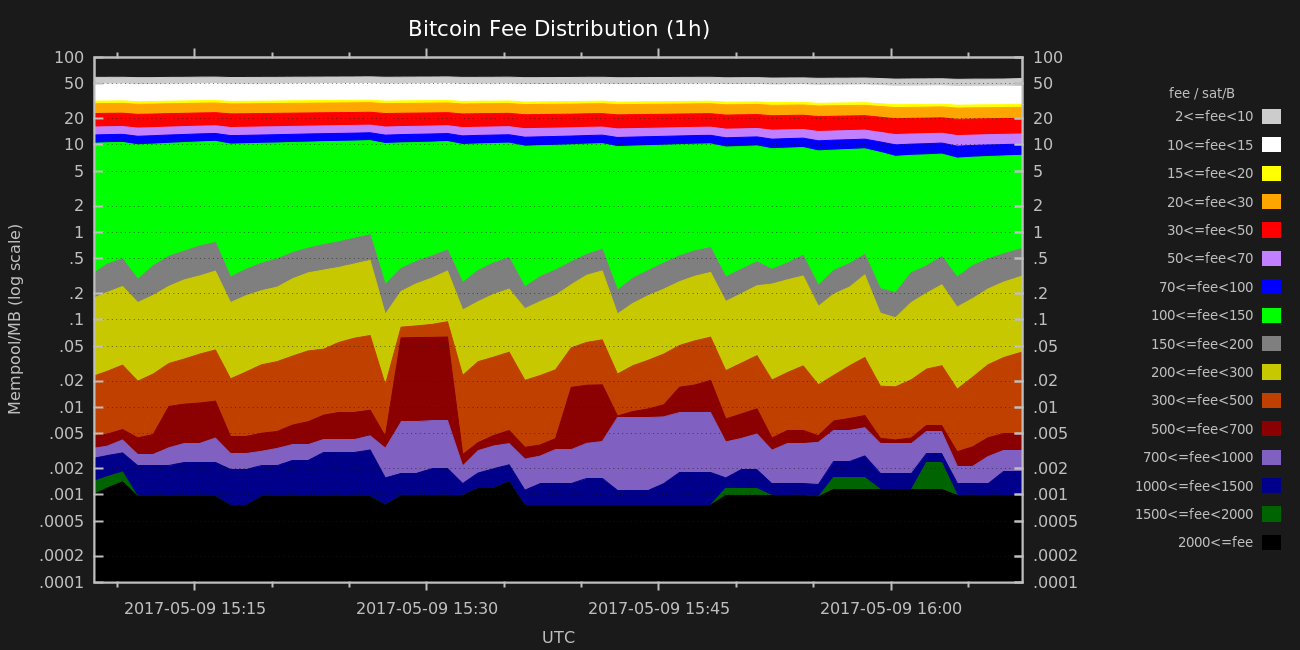 Bitcoin Fee Distribution (1h)
100
50
20
10
5
2
1
.5
.2
.1
.05
.02
.01
.005
.002
.001
.0005
.0002
.0001
Mempool/MB (log scale)
100
50
20
10
5
2
1
.5
.2
.1
.05
.02
.01
.005
.002
.001
.0005
.0002
.0001
2017-05-09 15:15
2017-05-09 15:30
2017-05-09 15:45
2017-05-09 16:00
UTC
fee / sat/B
2<=fee<10
10<=fee<15
15<=fee<20
20<=fee<30
30<=fee<50
50<=fee<70
70<=fee<100
100<=fee<150
150<=fee<200
200<=fee<300
300<=fee<500
500<=fee<700
700<=fee<1000
1000<=fee<1500
1500<=fee<2000
2000<=fee